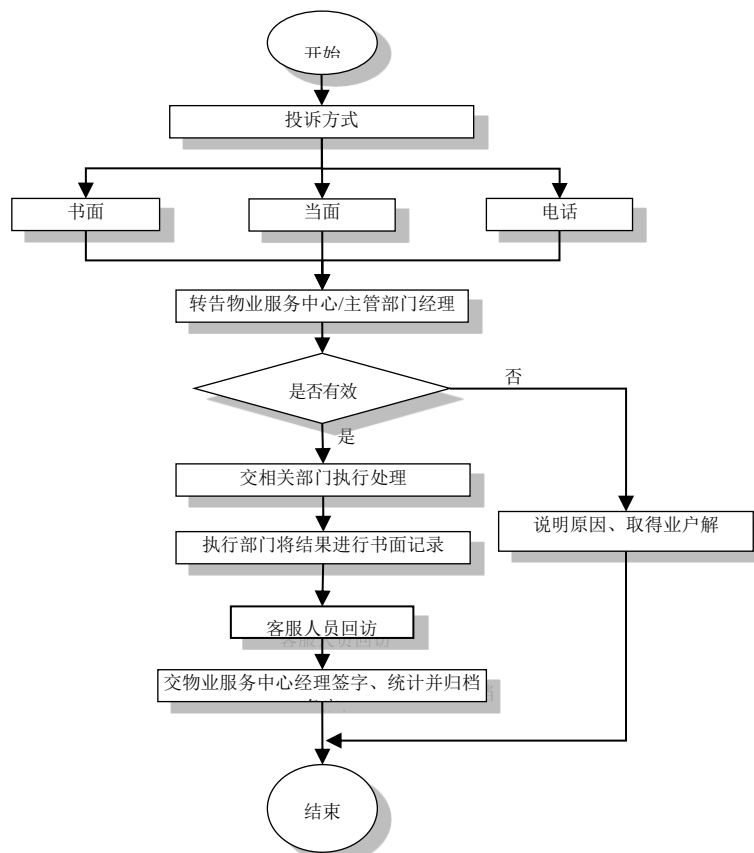 开始
投诉方式
书面
当面
电话
转告物业服务中心/主管部门经理
是否有效
否
是
交相关部门执行处理
说明原因、取得业户解
执行部门将结果进行书面记录
客服人员回访
交物业服务中心经理签字、统计并归档
结束